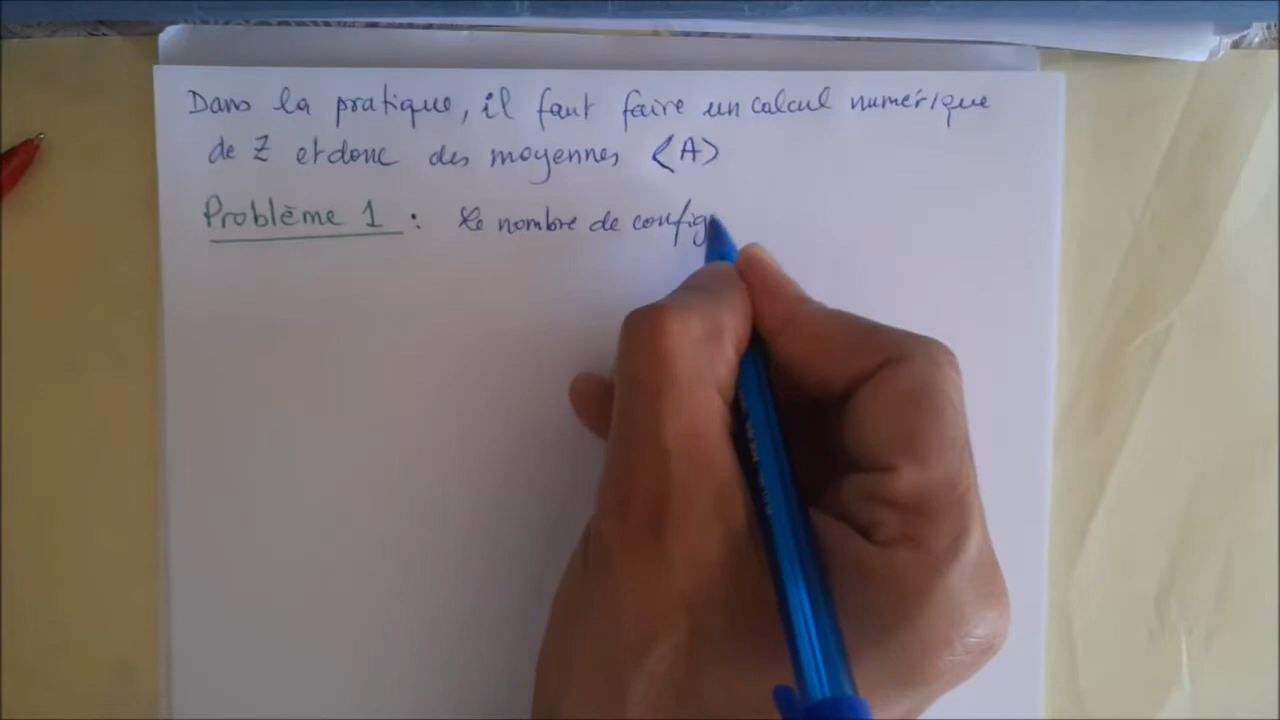 Dans la pratique, il faut faire un calcul numérique
de Z et donc des moyennes <A>
Problème 1 : Le nombre de config